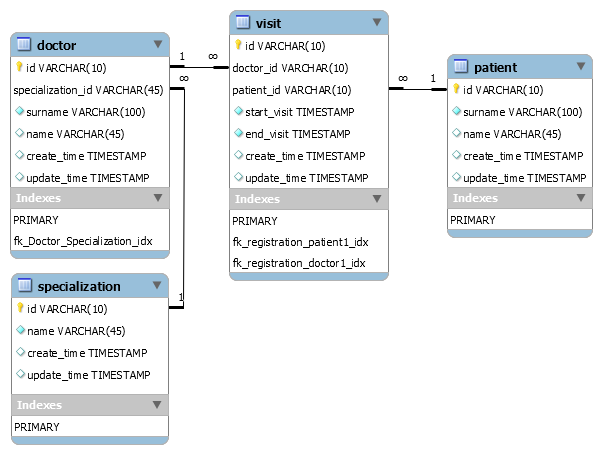 doctor
id VARCHAR(10)
specialization_id VARCHAR(45)
surname VARCHAR(100)
name VARCHAR(45)
create_time TIMESTAMP
update_time TIMESTAMP
Indexes
PRIMARY
fk_Doctor_Specialization_idx
1
∞
∞
1
specialization
id VARCHAR(10)
name VARCHAR(45)
create_time TIMESTAMP
update_time TIMESTAMP
Indexes
PRIMARY
visit
id VARCHAR(10)
doctor_id VARCHAR(10)
patient_id VARCHAR(10)
start_visit TIMESTAMP
end_visit TIMESTAMP
create_time TIMESTAMP
update_time TIMESTAMP
Indexes
PRIMARY
fk_registration_patient1_idx
fk_registration_doctor1_idx
∞
1
patient
id VARCHAR(10)
surname VARCHAR(100)
name VARCHAR(45)
create_time TIMESTAMP
update_time TIMESTAMP
Indexes
PRIMARY